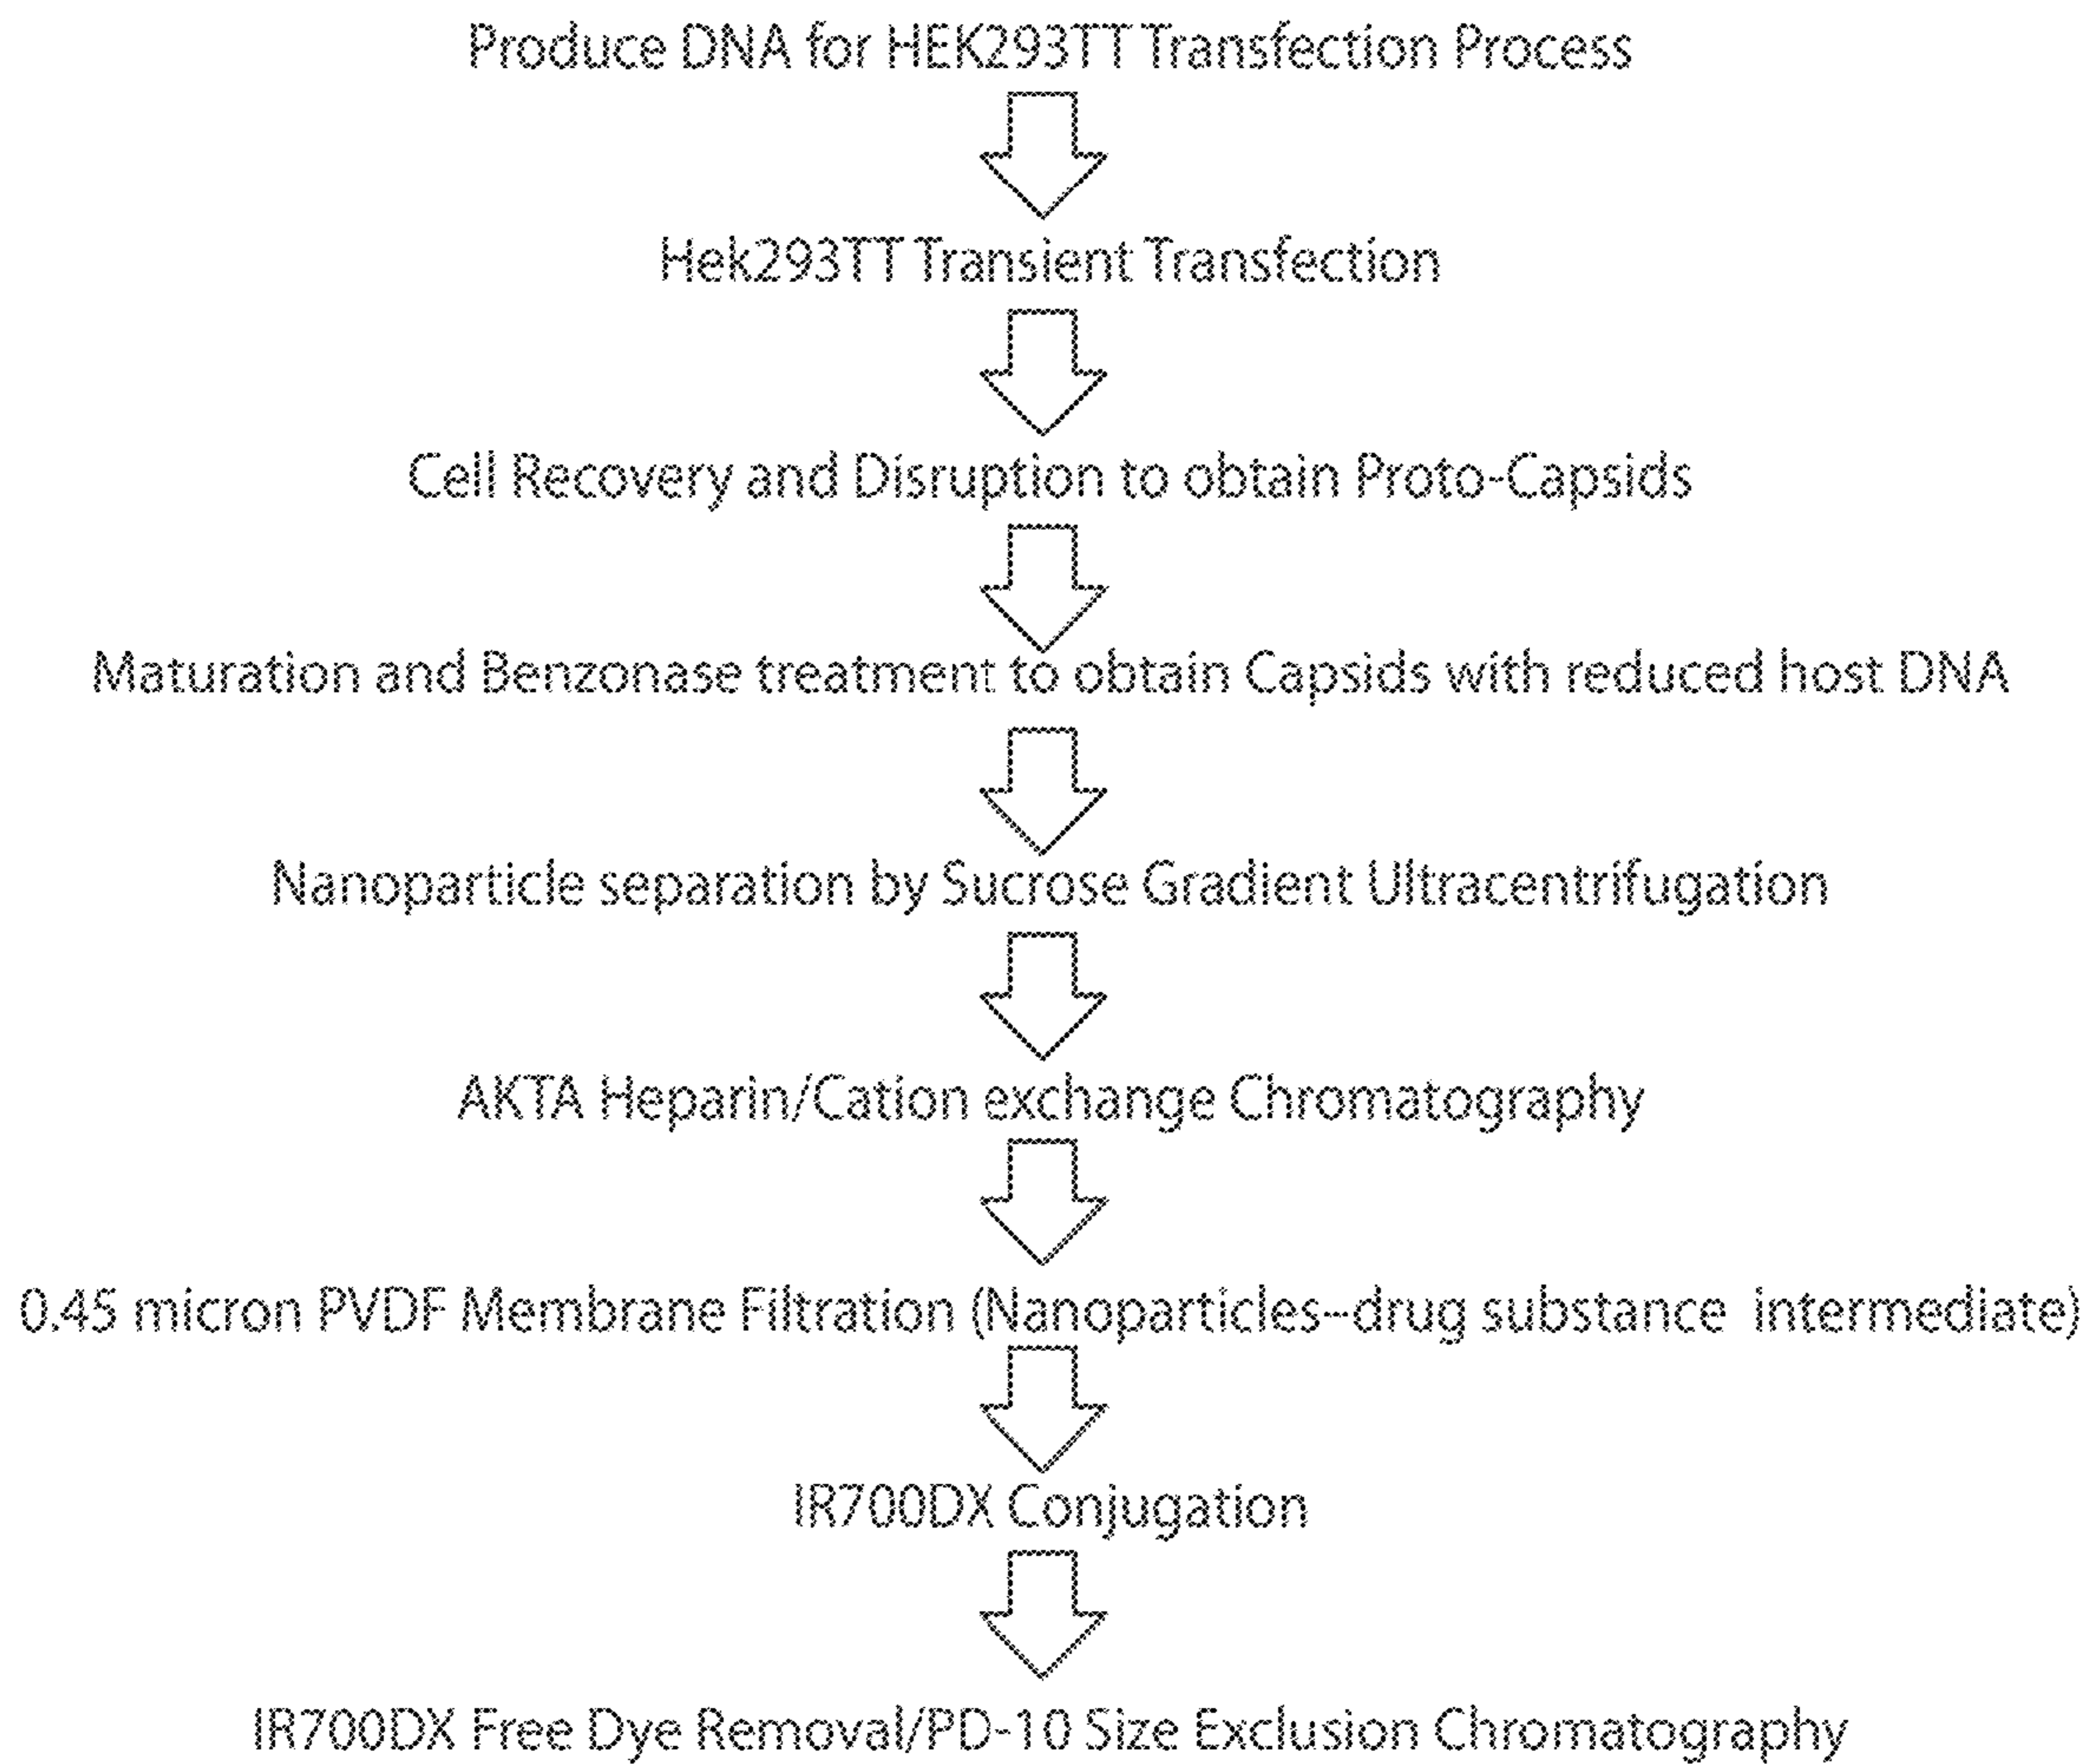 Produce DNA for HEK293TT Transfection Process
Hek293TT Transient Transfection
Cell Recovery and Disruption to obtain Proto-Capsids
Maturation and Benzonase treatment to obtain Capsids with reduced host DNA
Nanoparticle separation by Sucrose Gradient Ultracentrifugation
AKTA Heparin/Cation exchange Chromatography
0.45 micron PVDF Membrane Filtration (Nanoparticles--drug substance intermediate)
IR700DX Conjugation
IR700DX Free Dye Removal/PD-10 Size Exclusion Chromatography